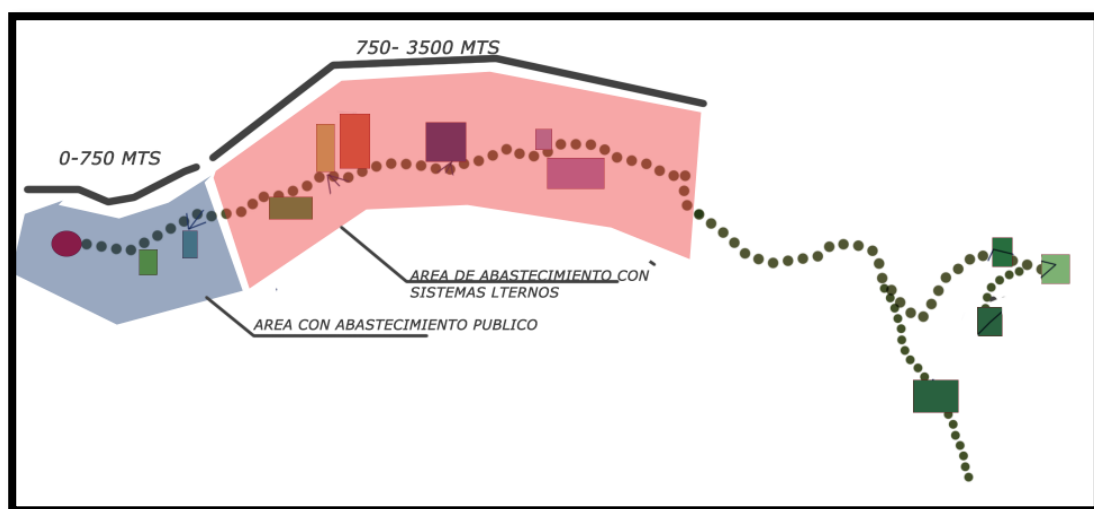 750- 3500 MTS
0-750 MTS
AREA DE ABASTECIMIENTO CON
SISTEMAS LTERNOS
AREA CON ABASTECIMIENTO PUBLICO